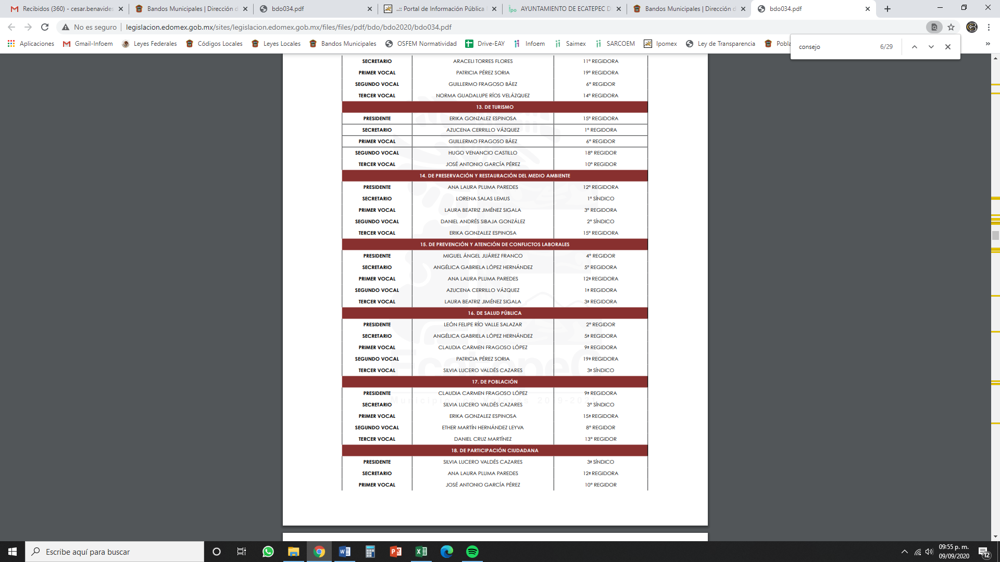 Recibidos (360) - cesar.benavides
Bandos Municipales | Dirección d
bdo034.pdf
..:: Portal de Información Pública
AYUNTAMIENTO DE ECATEPEC D
Bandos Municipales | Dirección d
bdo034.pdf
No es seguro | legislacion.edomex.gob.mx/sites/legislacion.edomex.gob.mx/files/files/pdf/bdo/bdo2020/bdo034.pdf
Aplicaciones Gmail-Infoem Leyes Federales Códigos Locales Leyes Locales Bandos Municipales OSFEM Normatividad Drive-EAY Infoem Saimex SARCOEM Ipomex Ley de Transparencia Pobla »
consejo 6/29
SECRETARIO ARACELI TORRES FLORES 11ª REGIDORA
PRIMER VOCAL PATRICIA PÉREZ SORIA 19ª REGIDORA
SEGUNDO VOCAL GUILLERMO FRAGOSO BÁEZ 6º REGIDOR
TERCER VOCAL NORMA GUADALUPE RÍOS VELÁZQUEZ 14ª REGIDORA
13. DE TURISMO
PRESIDENTE ERIKA GONZALEZ ESPINOSA 15ª REGIDORA
SECRETARIO AZUCENA CERRILLO VÁZQUEZ 1ª REGIDORA
PRIMER VOCAL GUILLERMO FRAGOSO BÁEZ 6º REGIDOR
SEGUNDO VOCAL HUGO VENANCIO CASTILLO 18º REGIDOR
TERCER VOCAL JOSÉ ANTONIO GARCÍA PÉREZ 10º REGIDOR
14. DE PRESERVACIÓN Y RESTAURACIÓN DEL MEDIO AMBIENTE
PRESIDENTE ANA LAURA PLUMA PAREDES 12ª REGIDORA
SECRETARIO LORENA SALAS LEMUS 1ª SÍNDICO
PRIMER VOCAL LAURA BEATRIZ JIMÉNEZ SIGALA 3ª REGIDORA
SEGUNDO VOCAL DANIEL ANDRÉS SIBAJA GONZÁLEZ 2º SÍNDICO
TERCER VOCAL ERIKA GONZALEZ ESPINOSA 15ª REGIDORA
15. DE PREVENCIÓN Y ATENCIÓN DE CONFLICTOS LABORALES
PRESIDENTE MIGUEL ÁNGEL JUÁREZ FRANCO 4º REGIDOR
SECRETARIO ANGÉLICA GABRIELA LÓPEZ HERNÁNDEZ 5ª REGIDORA
PRIMER VOCAL ANA LAURA PLUMA PAREDES 12ª REGIDORA
SEGUNDO VOCAL AZUCENA CERRILLO VÁZQUEZ 1ª REGIDORA
TERCER VOCAL LAURA BEATRIZ JIMÉNEZ SIGALA 3ª REGIDORA
16. DE SALUD PÚBLICA
PRESIDENTE LEÓN FELIPE RÍO VALLE SALAZAR 2º REGIDOR
SECRETARIO ANGÉLICA GABRIELA LÓPEZ HERNÁNDEZ 5ª REGIDORA
PRIMER VOCAL CLAUDIA CARMEN FRAGOSO LÓPEZ 9ª REGIDORA
SEGUNDO VOCAL PATRICIA PÉREZ SORIA 19ª REGIDORA
TERCER VOCAL SILVIA LUCERO VALDÉS CAZARES 3ª SÍNDICO
17. DE POBLACIÓN
PRESIDENTE CLAUDIA CARMEN FRAGOSO LÓPEZ 9ª REGIDORA
SECRETARIO SILVIA LUCERO VALDÉS CAZARES 3º SÍNDICO
PRIMER VOCAL ERIKA GONZALEZ ESPINOSA 15ª REGIDORA
SEGUNDO VOCAL ETHER MARTÍN HERNÁNDEZ LEYVA 8º REGIDOR
TERCER VOCAL DANIEL CRUZ MARTÍNEZ 13º REGIDOR
18. DE PARTICIPACIÓN CIUDADANA
PRESIDENTE SILVIA LUCERO VALDÉS CAZARES 3ª SÍNDICO
SECRETARIO ANA LAURA PLUMA PAREDES 12ª REGIDORA
PRIMER VOCAL JOSÉ ANTONIO GARCÍA PÉREZ 10º REGIDOR
Escribe aquí para buscar
09:55 p. m.
09/09/2020
12